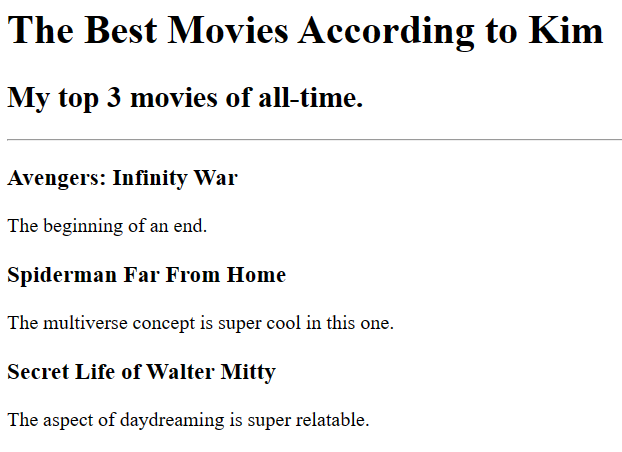 The Best Movies According to Kim
My top 3 movies of all-time.
Avengers: Infinity War
The beginning of an end.
Spiderman Far From Home
The multiverse concept is super cool in this one.
Secret Life of Walter Mitty
The aspect of daydreaming is super relatable.